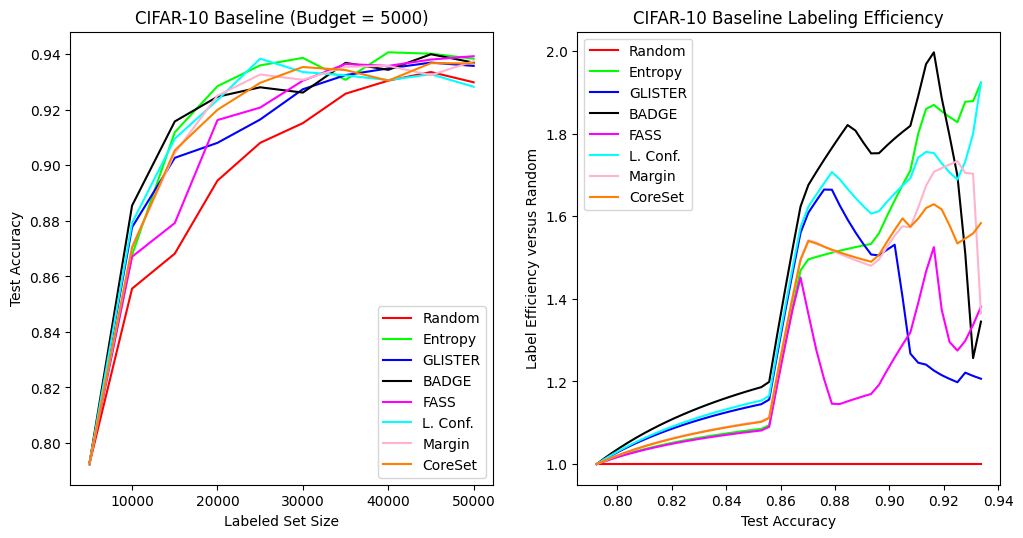 CIFAR-10 Baseline (Budget = 5000)
Test Accuracy
0.94
0.92
0.90
0.88
0.86
0.84
0.82
0.80
10000 20000 30000 40000 50000
Labeled Set Size
Random
Entropy
GLISTER
BADGE
FASS
L. Conf.
Margin
CoreSet
CIFAR-10 Baseline Labeling Efficiency
Label Efficiency versus Random
2.0
1.8
1.6
1.4
1.2
1.0
0.80 0.82 0.84 0.86 0.88 0.90 0.92 0.94
Test Accuracy
Random
Entropy
GLISTER
BADGE
FASS
L. Conf.
Margin
CoreSet